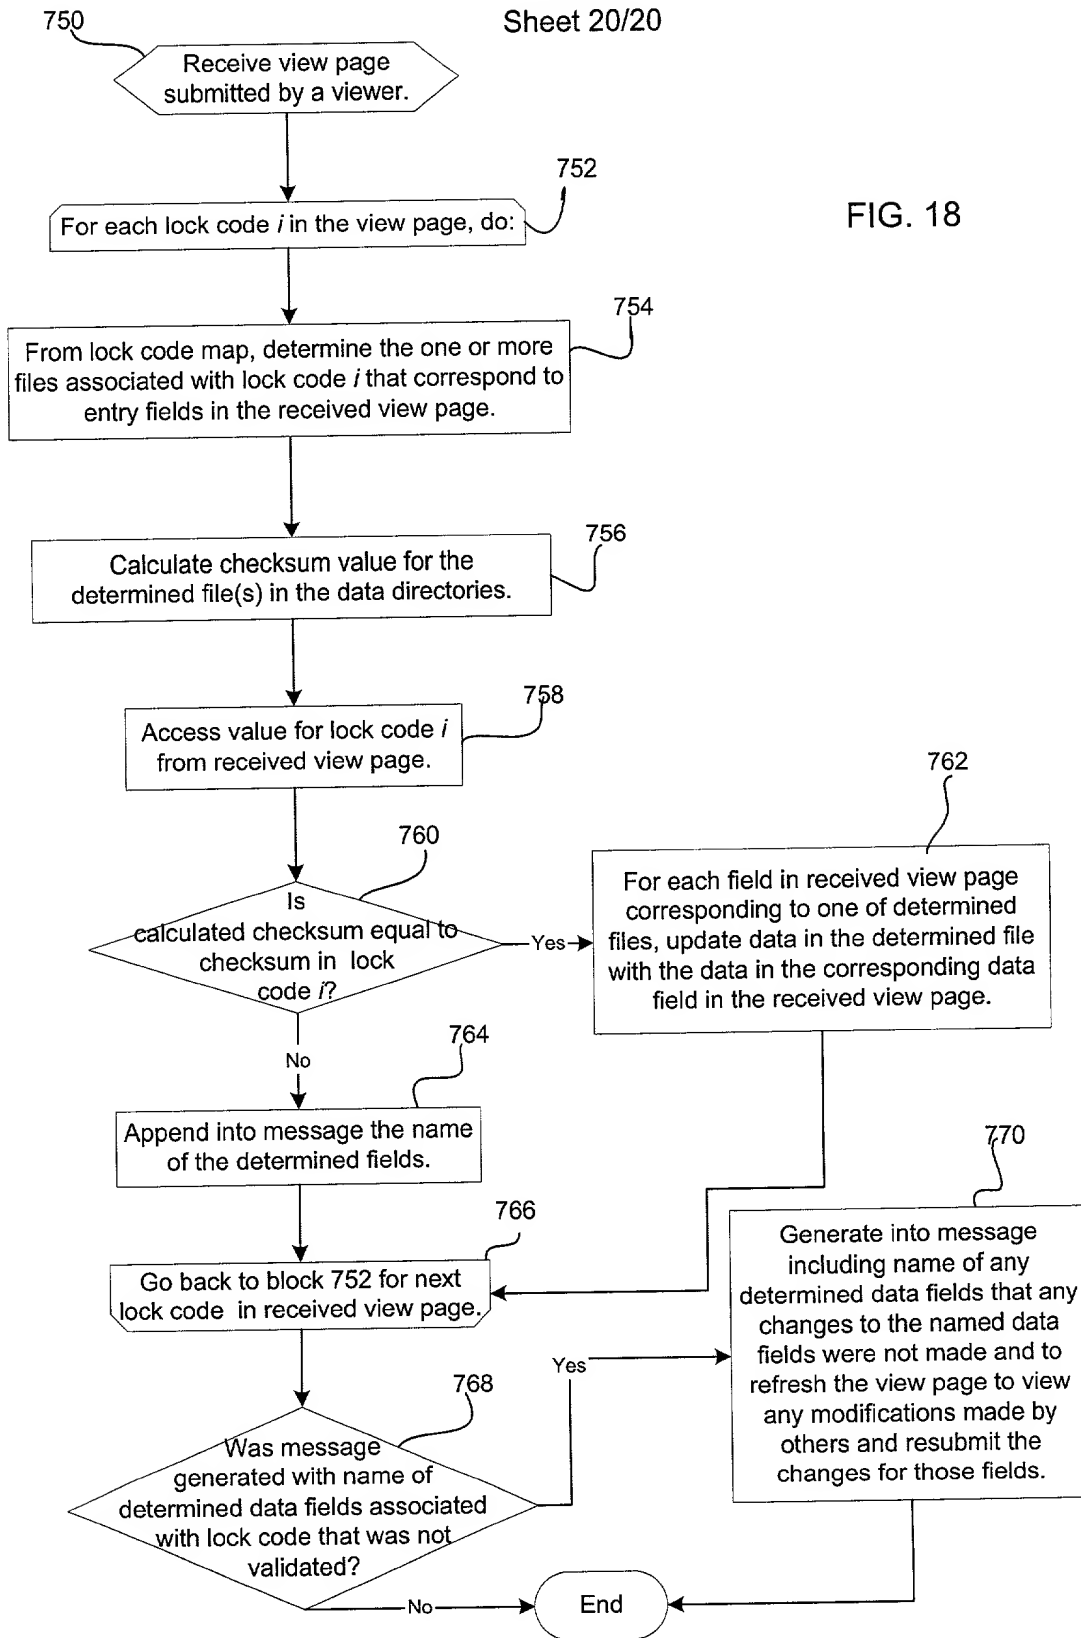 Sheet 20/20
750
Receive view page
submitted by a viewer.
752
For each lock code i in the view page, do:
FIG. 18
754
From lock code map, determine the one or more
files associated with lock code i that correspond to
entry fields in the received view page.
756
Calculate checksum value for the
determined file(s) in the data directories.
758
Access value for lock code i
from received view page.
760
Is
calculated checksum equal to
checksum in lock
code i?
Yes
762
For each field in received view page
corresponding to one of determined
files, update data in the determined file
with the data in the corresponding data
field in the received view page.
No
764
Append into message the name
of the determined fields.
766
Go back to block 752 for next
lock code in received view page.
768
Was message
generated with name of
determined data fields associated
with lock code that was not
validated?
Yes
770
Generate into message
including name of any
determined data fields that any
changes to the named data
fields were not made and to
refresh the view page to view
any modifications made by
others and resubmit the
changes for those fields.
No
End